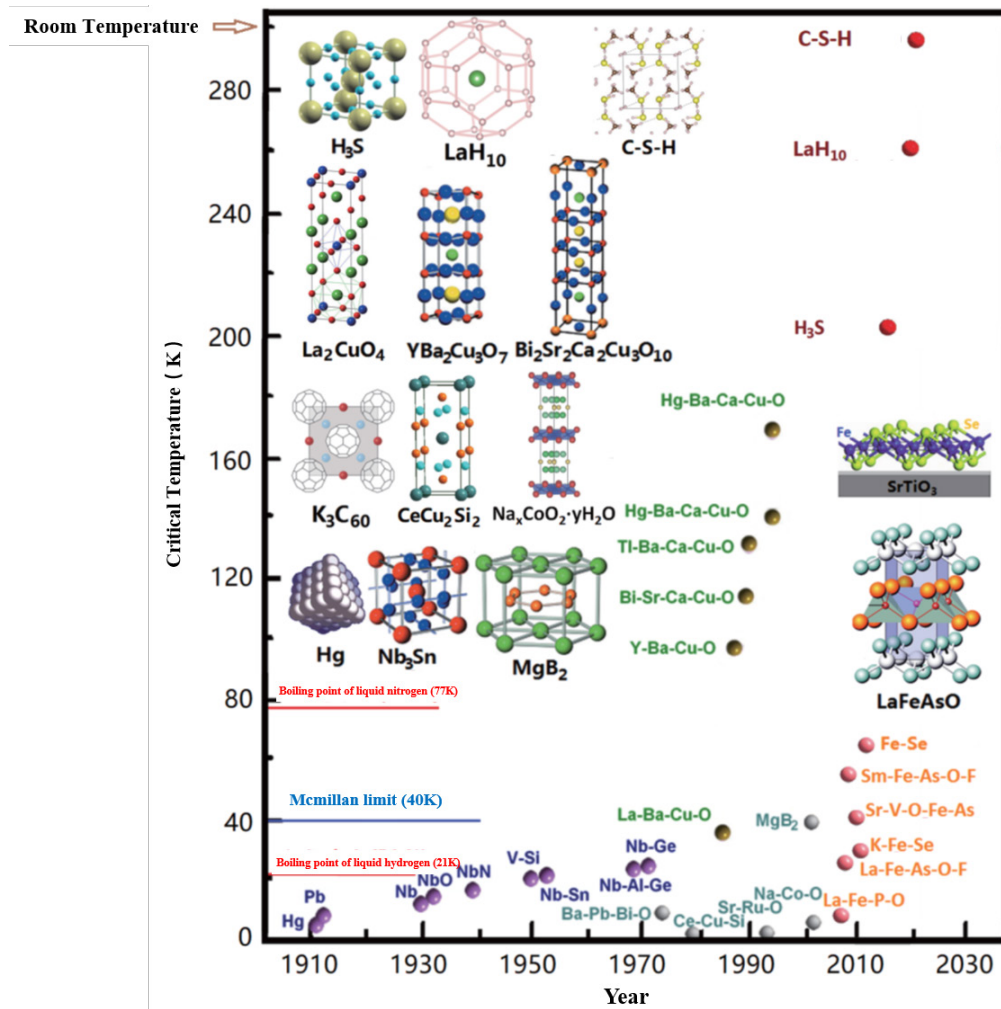 Room Temperature
C-S-H
280
H₃S
LaH₁₀
C-S-H
LaH₁₀
240
H₃S
200
La₂CuO₄
YBa₂Cu₃O₇
Bi₂Sr₂Ca₂Cu₃O₁₀
Critical Temperature ( K )
Hg-Ba-Ca-Cu-O
Fe
Se
160
SrTiO₃
K₃C₆₀
CeCu₂Si₂
NaₓCoO₂·yH₂O
Hg-Ba-Ca-Cu-O
Tl-Ba-Ca-Cu-O
120
Bi-Sr-Ca-Cu-O
Hg
Nb₃Sn
MgB₂
Y-Ba-Cu-O
Boiling point of liquid nitrogen (77K)
80
LaFeAsO
Fe-Se
Sm-Fe-As-O-F
Mcmillan limit (40K)
La-Ba-Cu-O
MgB₂
Sr-V-O-Fe-As
40
K-Fe-Se
Boiling point of liquid hydrogen (21K)
V-Si
Nb-Ge
La-Fe-As-O-F
NbN
Nb-Sn
Nb-Al-Ge
Na-Co-O
Pb
Nb
NbO
Sr-Ru-O
La-Fe-P-O
Hg
Ba-Pb-Bi-O
Ce-Cu-Si
0
1910
1930
1950
1970
1990
2010
2030
Year